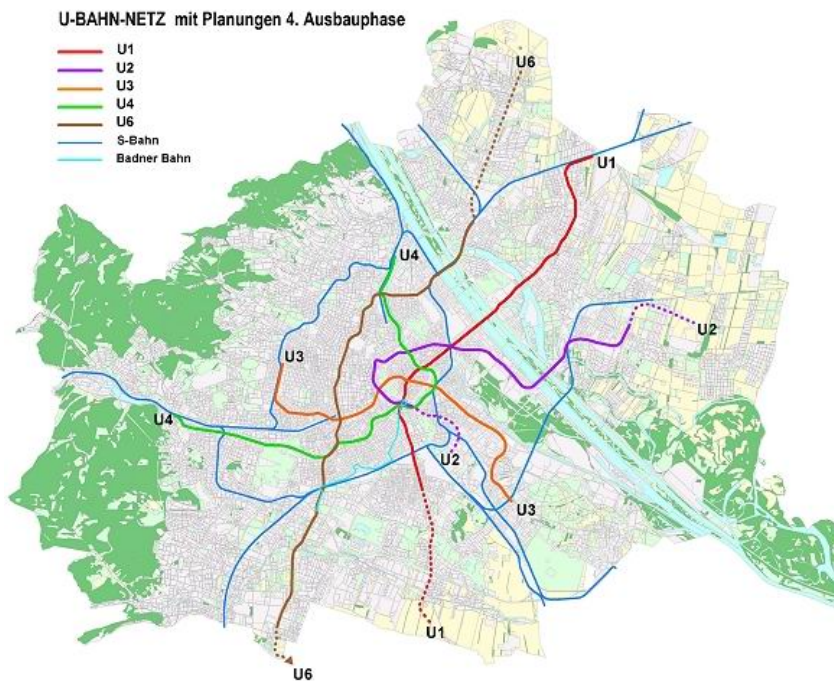 U-BAHN-NETZ mit Planungen 4. Ausbauphase
U1
U2
U3
U4
U6
S-Bahn
Badner Bahn
U6
U1
U4
U2
U3
U4
U2
U3
U1
U6